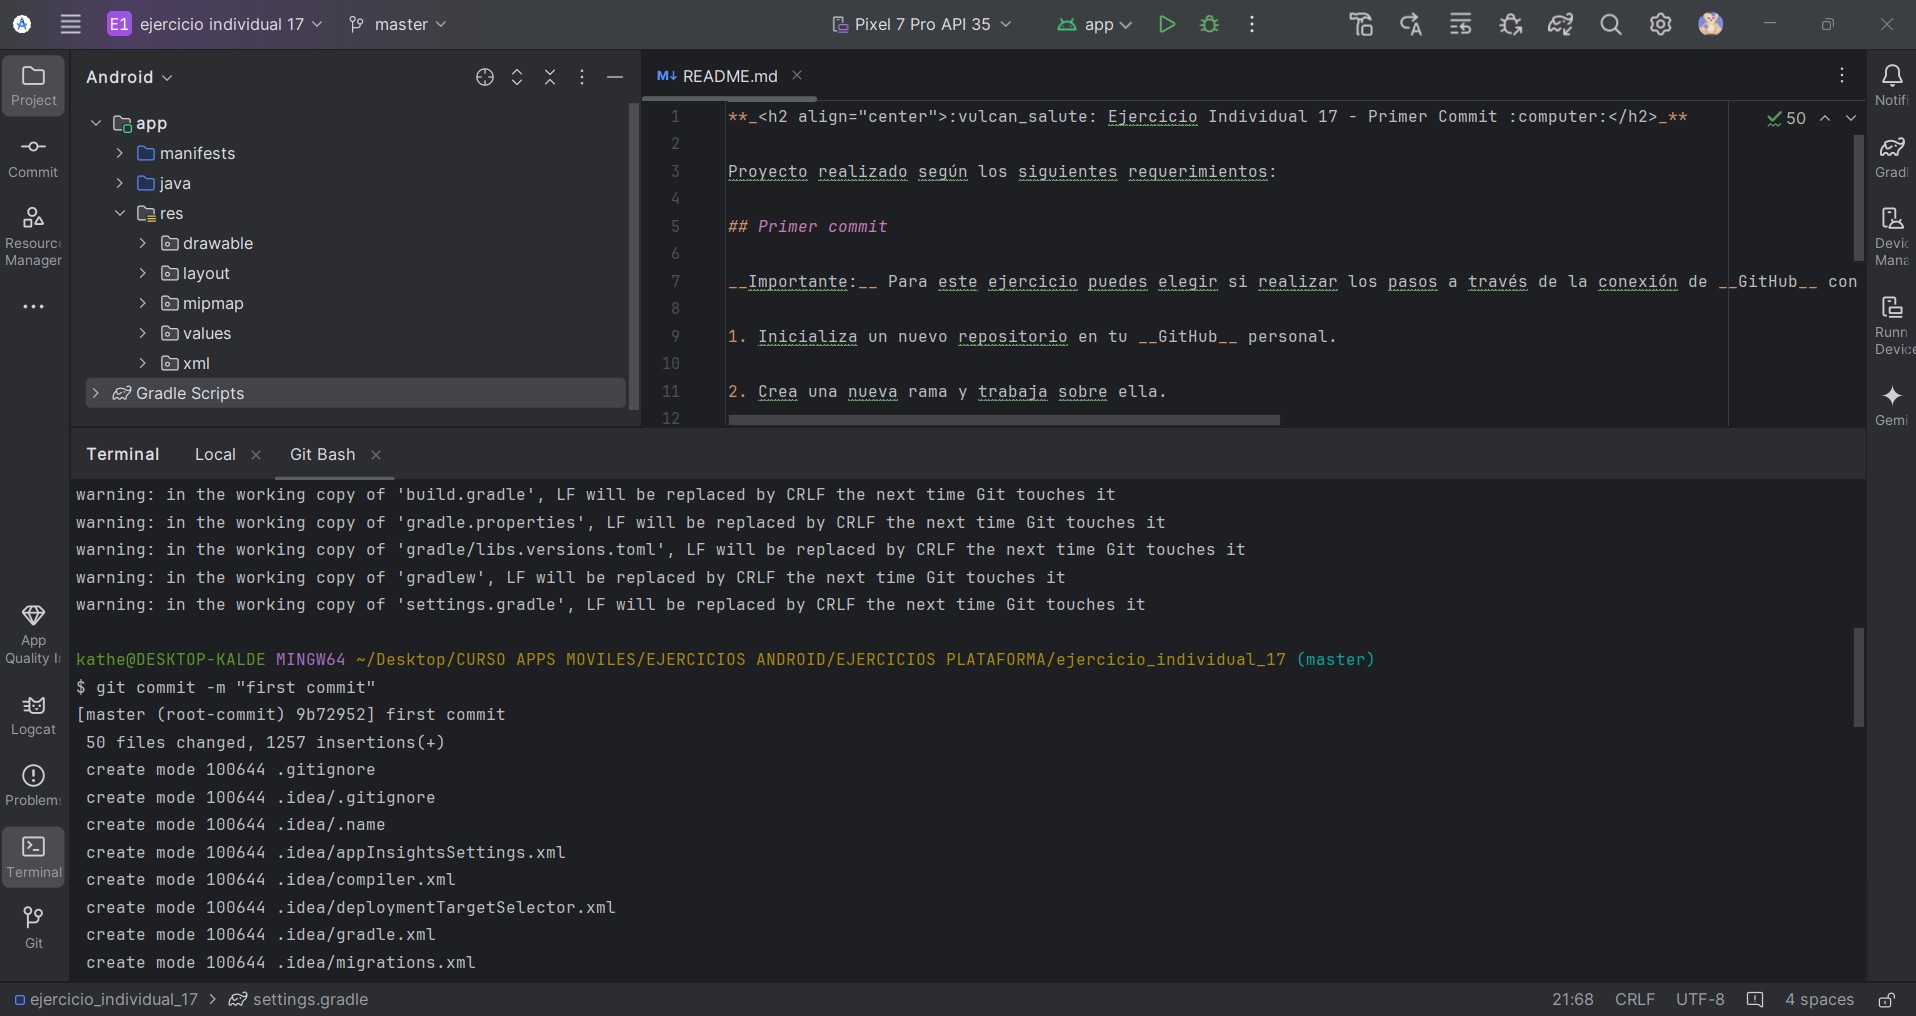 E1 ejercicio individual 17 master Pixel 7 Pro API 35 app
Project
Commit
Resourc
Manager
App
Quality I
Logcat
Problem
Terminal
Git
Android
app
manifests
java
res
drawable
layout
mipmap
values
xml
Gradle Scripts
M↓ README.md
50
1 **_<h2 align="center">:vulcan_salute: Ejercicio Individual 17 - Primer Commit :computer:</h2>_**
2
3 Proyecto realizado según los siguientes requerimientos:
4
5 ## Primer commit
6
7 __Importante:__ Para este ejercicio puedes elegir si realizar los pasos a través de la conexión de __GitHub__ con
8
9 1. Inicializa un nuevo repositorio en tu __GitHub__ personal.
10
11 2. Crea una nueva rama y trabaja sobre ella.
12
Notifi
Gradl
Devic
Mana
Runn
Device
Gemi
Terminal Local Git Bash
warning: in the working copy of 'build.gradle', LF will be replaced by CRLF the next time Git touches it
warning: in the working copy of 'gradle.properties', LF will be replaced by CRLF the next time Git touches it
warning: in the working copy of 'gradle/libs.versions.toml', LF will be replaced by CRLF the next time Git touches it
warning: in the working copy of 'gradlew', LF will be replaced by CRLF the next time Git touches it
warning: in the working copy of 'settings.gradle', LF will be replaced by CRLF the next time Git touches it
kathe@DESKTOP-KALDE MINGW64 ~/Desktop/CURSO APPS MOVILES/EJERCICIOS ANDROID/EJERCICIOS PLATAFORMA/ejercicio_individual_17 (master)
$ git commit -m "first commit"
[master (root-commit) 9b72952] first commit
50 files changed, 1257 insertions(+)
create mode 100644 .gitignore
create mode 100644 .idea/.gitignore
create mode 100644 .idea/.name
create mode 100644 .idea/appInsightsSettings.xml
create mode 100644 .idea/compiler.xml
create mode 100644 .idea/deploymentTargetSelector.xml
create mode 100644 .idea/gradle.xml
create mode 100644 .idea/migrations.xml
ejercicio_individual_17 > settings.gradle
21:68 CRLF UTF-8 4 spaces